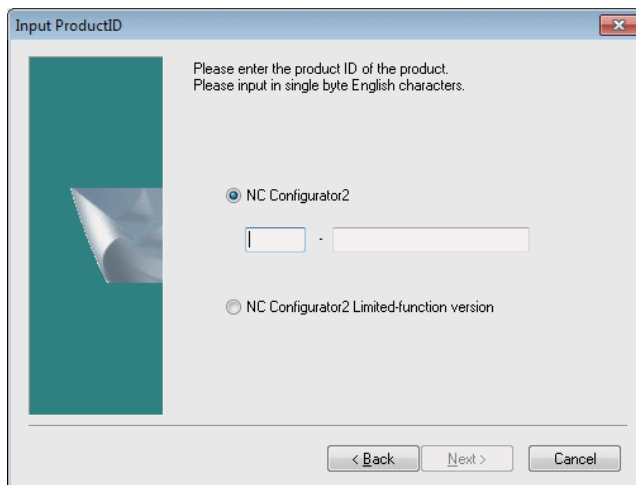 Input ProductID
Please enter the product ID of the product.
Please input in single byte English characters.
NC Configurator2
-
NC Configurator2 Limited-function version
< Back
Next >
Cancel